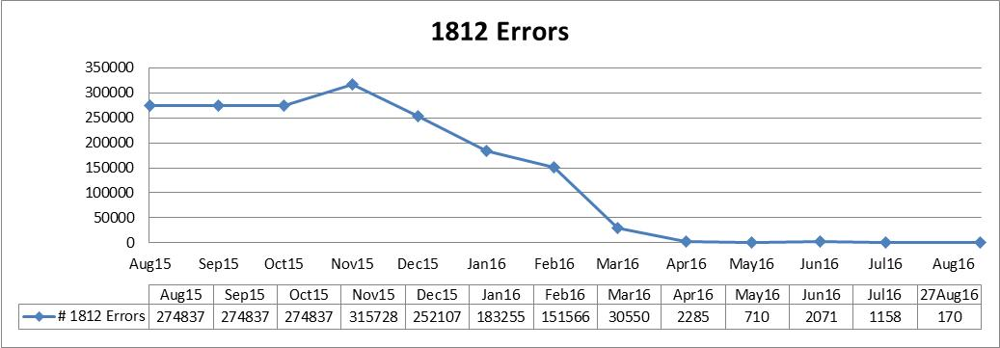 1812 Errors
350000
300000
250000
200000
150000
100000
50000
0
Aug15 Sep15 Oct15 Nov15 Dec15 Jan16 Feb16 Mar16 Apr16 May16 Jun16 Jul16 Aug16
Aug15 Sep15 Oct15 Nov15 Dec15 Jan16 Feb16 Mar16 Apr16 May16 Jun16 Jul16 27Aug16
# 1812 Errors 274837 274837 274837 315728 252107 183255 151566 30550 2285 710 2071 1158 170